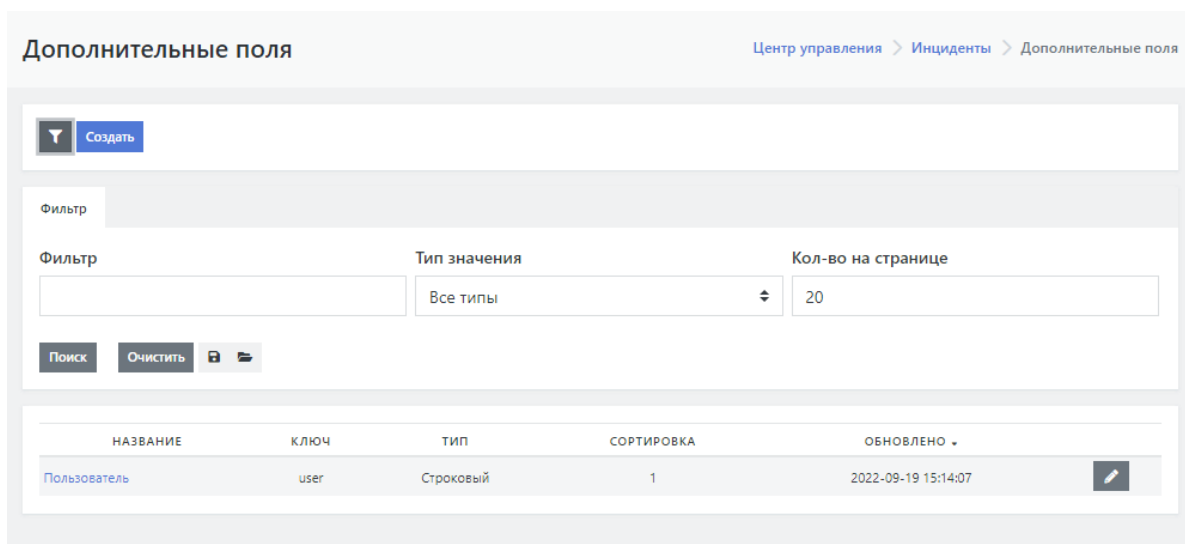 Дополнительные поля
Центр управления > Инциденты > Дополнительные поля
Создать
Фильтр
Фильтр Тип значения Кол-во на странице
Все типы 20
Поиск Очистить
НАЗВАНИЕ КЛЮЧ ТИП СОРТИРОВКА ОБНОВЛЕНО
Пользователь user Строковый 1 2022-09-19 15:14:07